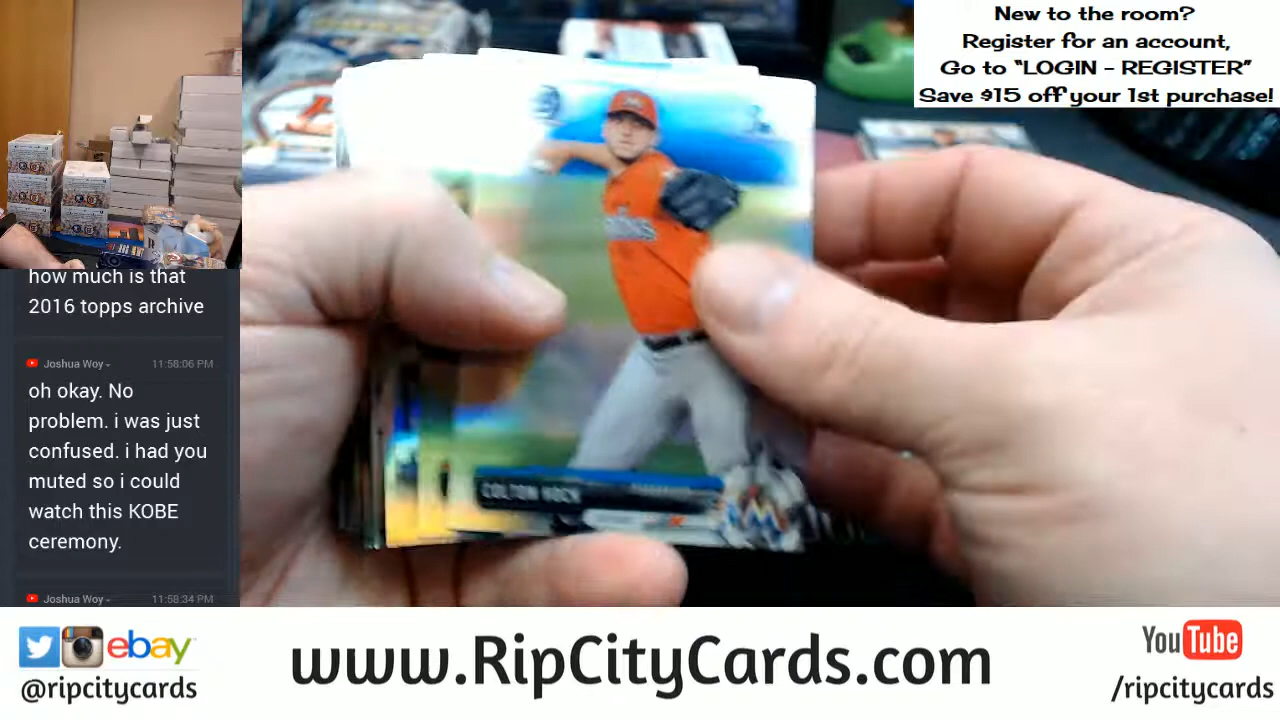 New to the room?
Register for an account,
Go to “LOGIN - REGISTER”
Save $15 off your 1st purchase!
how much is that
2016 topps archive
Joshua Woy
11:58:06 PM
oh okay. No
problem. i was just
confused. i had you
muted so i could
watch this KOBE
ceremony.
Joshua Woy
11:58:34 PM
COLTON HOCK
ebay
@ripcitycards
www.RipCityCards.com
YouTube
/ripcitycards